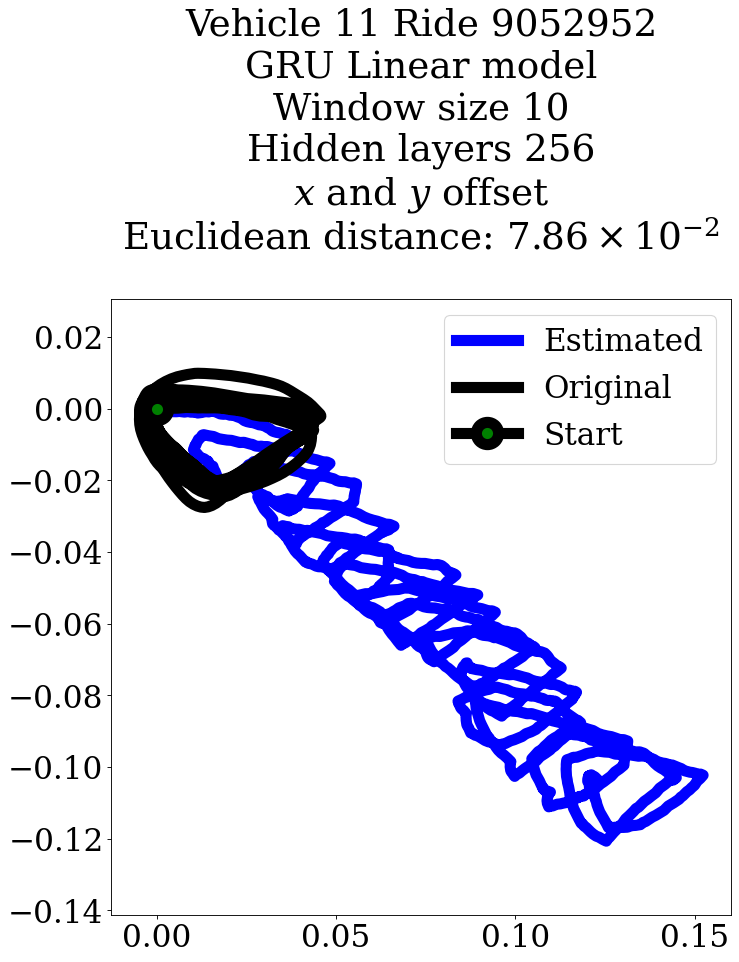 Vehicle 11 Ride 9052952
GRU Linear model
Window size 10
Hidden layers 256
x and y offset
Euclidean distance: 7.86 × 10⁻²
Estimated
Original
Start
0.02
0.00
−0.02
−0.04
−0.06
−0.08
−0.10
−0.12
−0.14
0.00 0.05 0.10 0.15